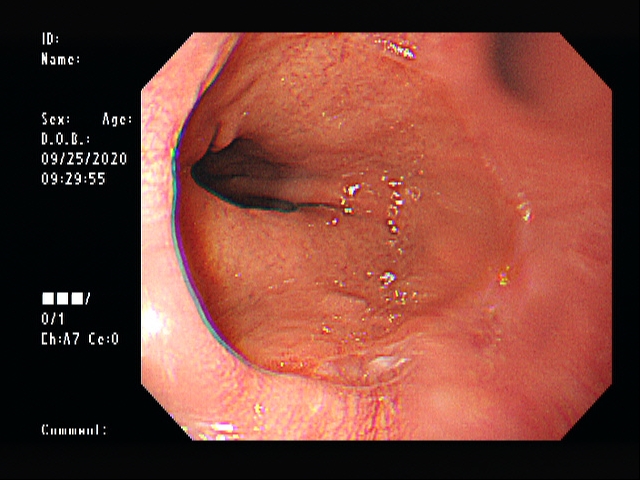 ID:
Name:
Sex: Age:
D.O.B.:
09/25/2020
09:29:55
■■■/
0/1
Eh:A7 Ce:0
Comment: